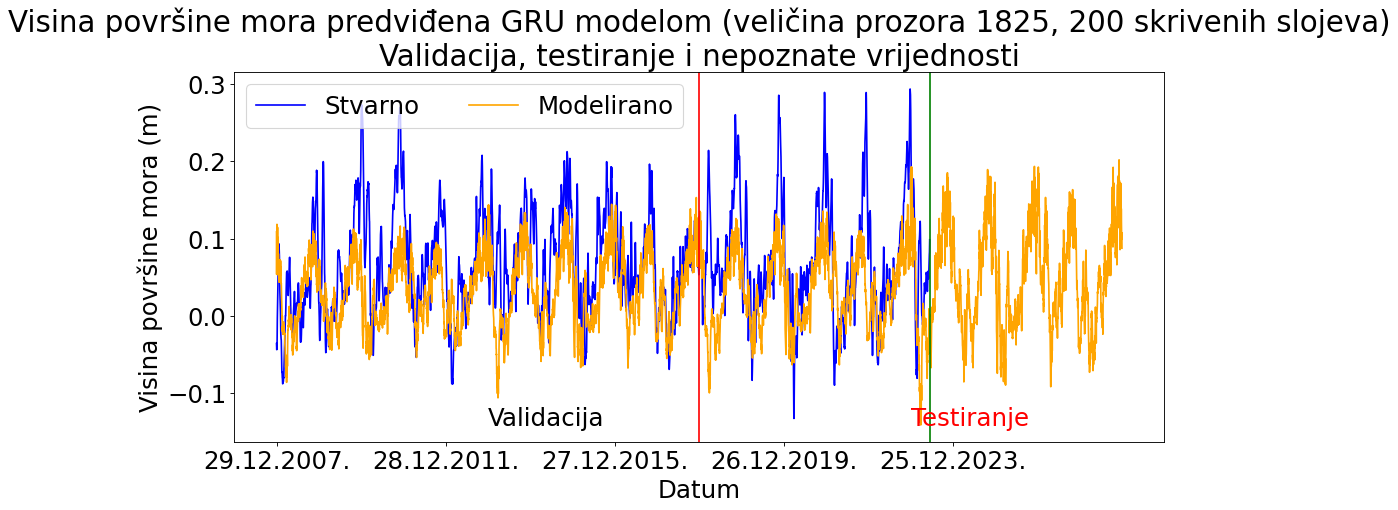 Visina površine mora predviđena GRU modelom (veličina prozora 1825, 200 skrivenih slojeva)
Validacija, testiranje i nepoznate vrijednosti
Stvarno Modelirano
0.3
0.2
0.1
0.0
−0.1
Visina površine mora (m)
Validacija Testiranje
29.12.2007. 28.12.2011. 27.12.2015. 26.12.2019. 25.12.2023.
Datum